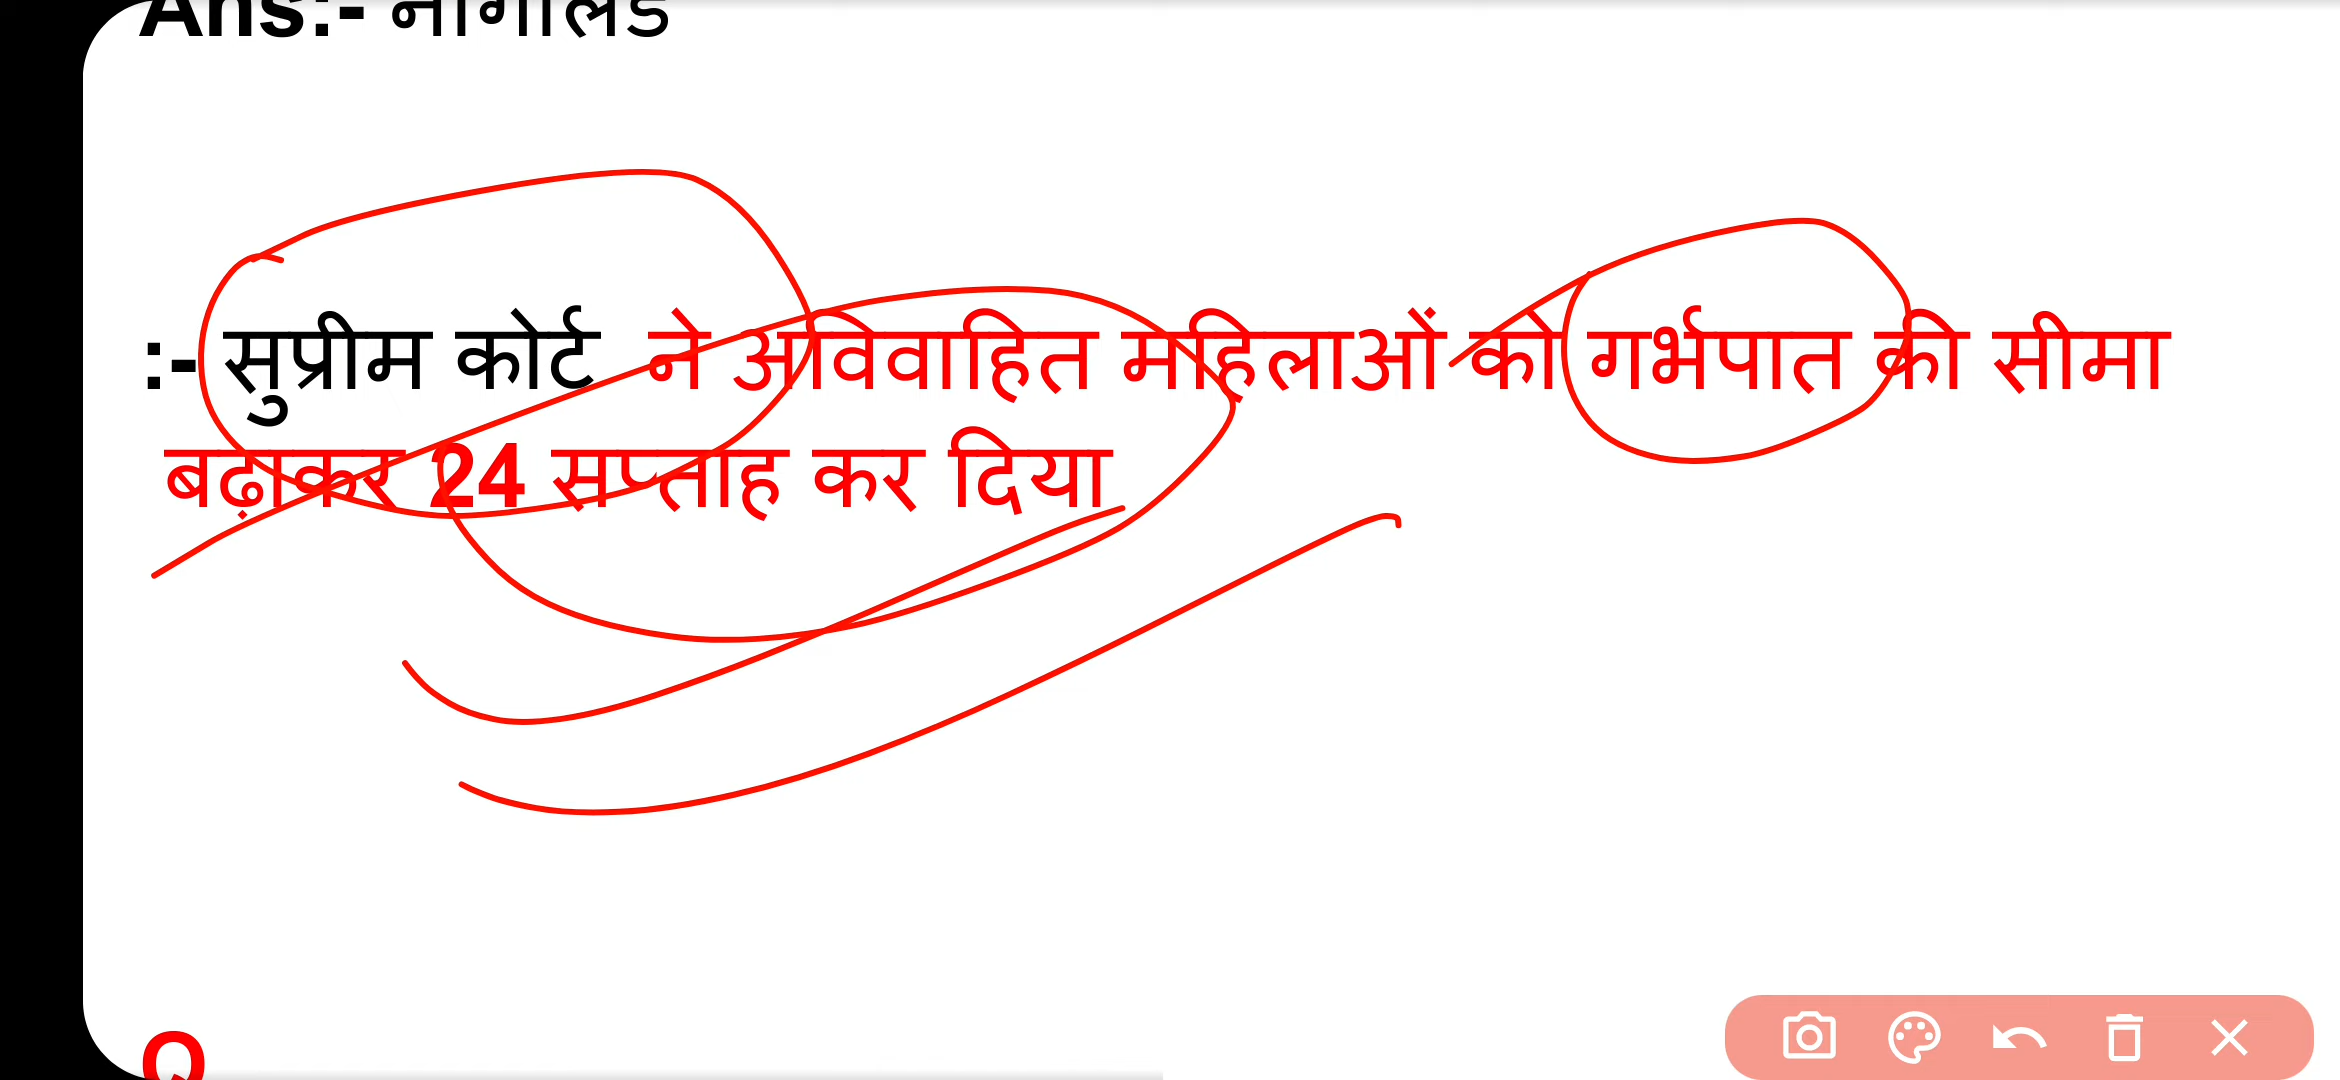 Ans:- नागालैंड
:- सुप्रीम कोर्ट ने अविवाहित महिलाओं को गर्भपात की सीमा
बढ़ाकर 24 सप्ताह कर दिया
Q